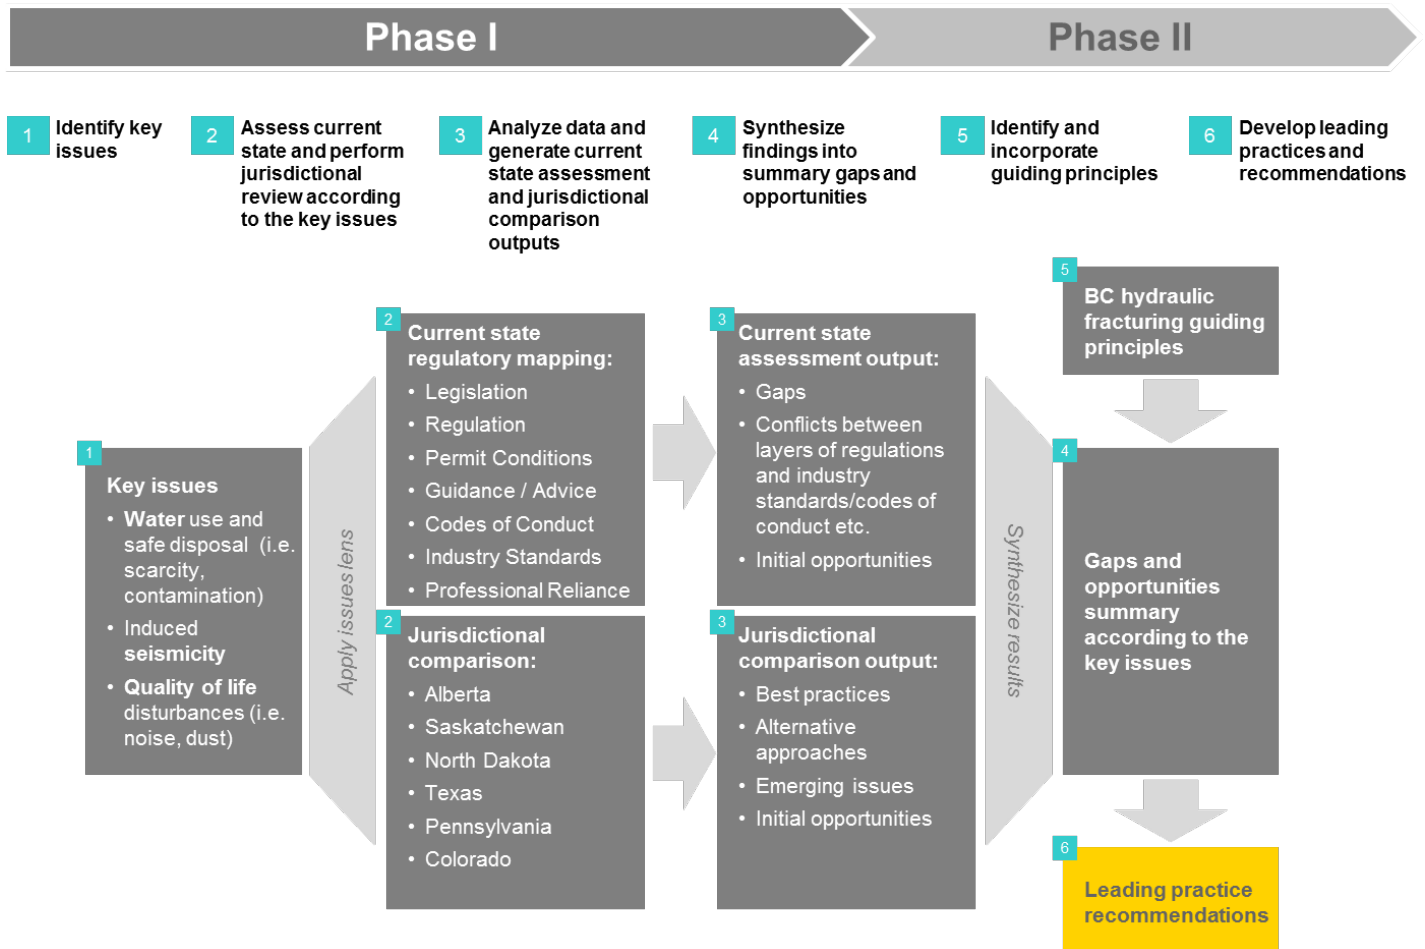 Phase I
Phase II
1
Identify key
issues
2
Assess current
state and perform
jurisdictional
review according
to the key issues
3
Analyze data and
generate current
state assessment
and jurisdictional
comparison
outputs
4
Synthesize
findings into
summary gaps and
opportunities
5
Identify and
incorporate
guiding principles
6
Develop leading
practices and
recommendations
1
Key issues
• Water use and
safe disposal (i.e.
scarcity,
contamination)
• Induced
seismicity
• Quality of life
disturbances (i.e.
noise, dust)
Apply issues lens
2
Current state
regulatory mapping:
• Legislation
• Regulation
• Permit Conditions
• Guidance / Advice
• Codes of Conduct
• Industry Standards
• Professional Reliance
2
Jurisdictional
comparison:
• Alberta
• Saskatchewan
• North Dakota
• Texas
• Pennsylvania
• Colorado
3
Current state
assessment output:
• Gaps
• Conflicts between
layers of regulations
and industry
standards/codes of
conduct etc.
• Initial opportunities
3
Jurisdictional
comparison output:
• Best practices
• Alternative
approaches
• Emerging issues
• Initial opportunities
Synthesize results
5
BC hydraulic
fracturing guiding
principles
4
Gaps and
opportunities
summary
according to the
key issues
6
Leading practice
recommendations